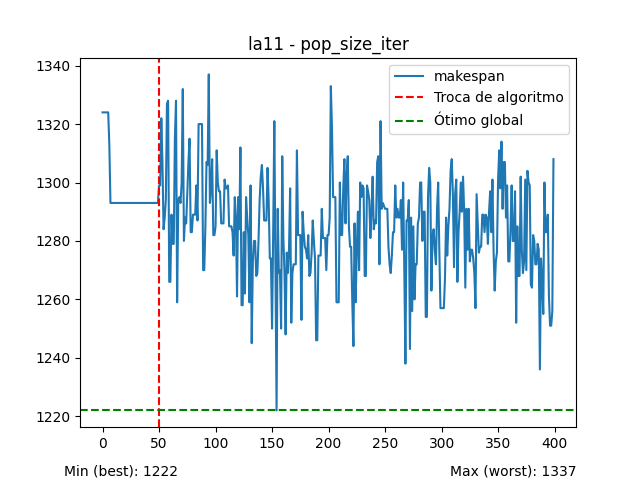 la11 - pop_size_iter
makespan
Troca de algoritmo
Ótimo global
1340
1320
1300
1280
1260
1240
1220
0 50 100 150 200 250 300 350 400
Min (best): 1222 Max (worst): 1337